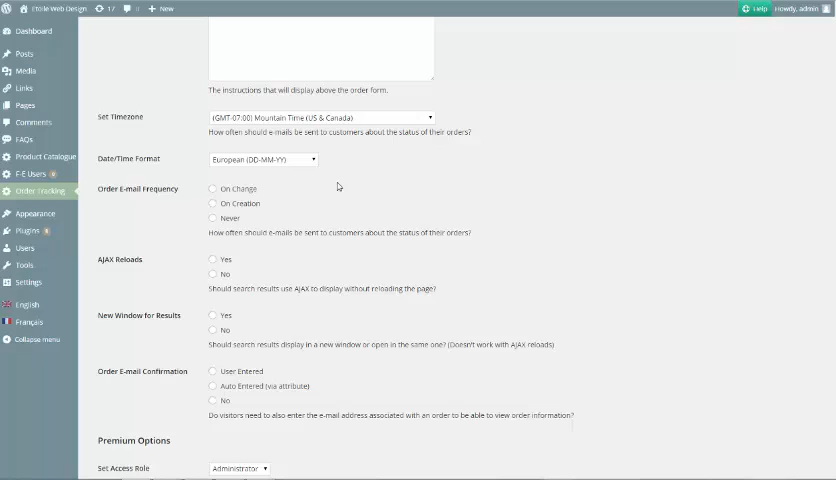 Etoile Web Design 17 0 + New Help Howdy, admin
Dashboard
Posts
Media
Links
Pages
Comments
FAQs
Product Catalogue
F-E Users
Order Tracking
Appearance
Plugins
Users
Tools
Settings
English
Français
Collapse menu
The instructions that will display above the order form.
Set Timezone (GMT-07:00) Mountain Time (US & Canada)
How often should e-mails be sent to customers about the status of their orders?
Date/Time Format European (DD-MM-YY)
Order E-mail Frequency On Change
On Creation
Never
How often should e-mails be sent to customers about the status of their orders?
AJAX Reloads Yes
No
Should search results use AJAX to display without reloading the page?
New Window for Results Yes
No
Should search results display in a new window or open in the same one? (Doesn't work with AJAX reloads)
Order E-mail Confirmation User Entered
Auto Entered (via attribute)
No
Do visitors need to also enter the e-mail address associated with an order to be able to view order information?
Premium Options
Set Access Role Administrator